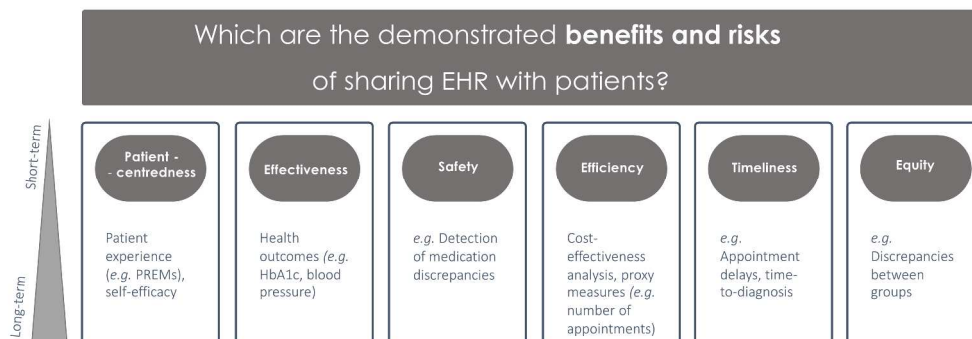 Which are the demonstrated benefits and risks
of sharing EHR with patients?
Short-term
Long-term
Patient -
- centredness
Patient
experience
(e.g. PREMs),
self-efficacy
Effectiveness
Health
outcomes (e.g.
HbA1c, blood
pressure)
Safety
e.g. Detection
of medication
discrepancies
Efficiency
Cost-
effectiveness
analysis, proxy
measures (e.g.
number of
appointments)
Timeliness
e.g.
Appointment
delays, time-
to-diagnosis
Equity
e.g.
Discrepancies
between
groups